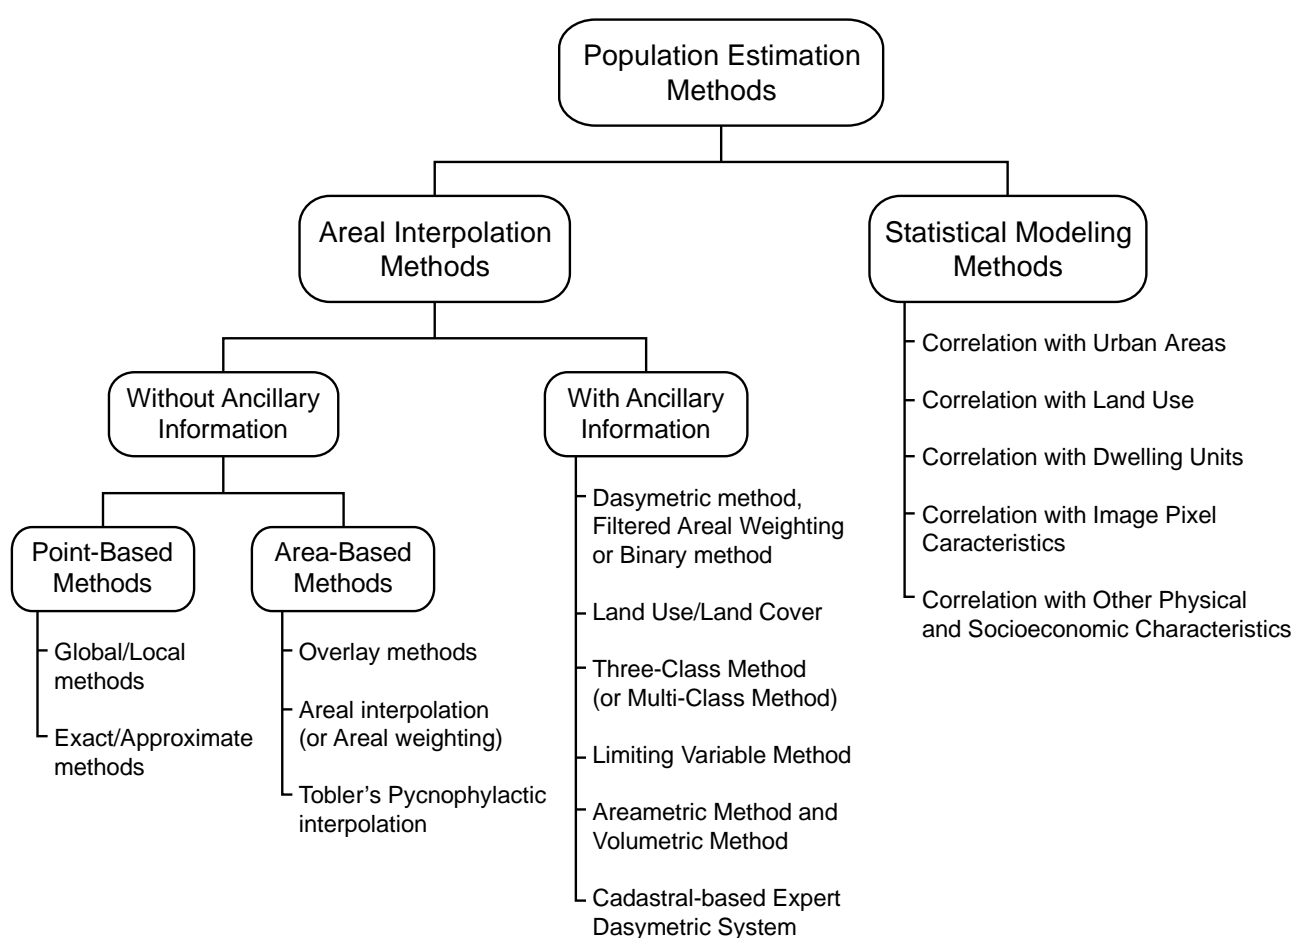 Population Estimation
Methods
Areal Interpolation
Methods
Statistical Modeling
Methods
Without Ancillary
Information
With Ancillary
Information
Point-Based
Methods
Area-Based
Methods
Global/Local
methods
Exact/Approximate
methods
Overlay methods
Areal interpolation
(or Areal weighting)
Tobler’s Pycnophylactic
interpolation
Dasymetric method,
Filtered Areal Weighting
or Binary method
Land Use/Land Cover
Three-Class Method
(or Multi-Class Method)
Limiting Variable Method
Areametric Method and
Volumetric Method
Cadastral-based Expert
Dasymetric System
Correlation with Urban Areas
Correlation with Land Use
Correlation with Dwelling Units
Correlation with Image Pixel
Caracteristics
Correlation with Other Physical
and Socioeconomic Characteristics